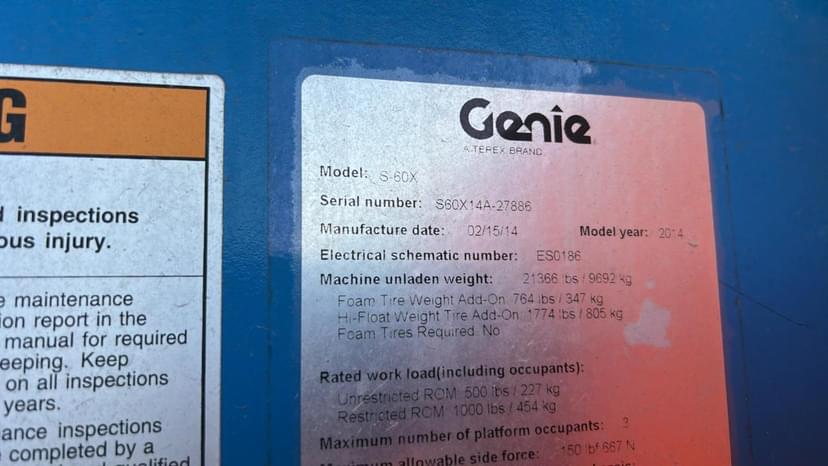 G
d inspections
ous injury.
e maintenance
ion report in the
manual for required
eeping. Keep
on all inspections
years.
ance inspections
completed by a
Genie
A TEREX BRAND
Model: S-60X
Serial number: S60X14A-27886
Manufacture date: 02/15/14 Model year: 2014
Electrical schematic number: ES0186
Machine unladen weight: 21366 lbs / 9692 kg
Foam Tire Weight Add-On: 764 lbs / 347 kg
Hi-Float Weight Tire Add-On: 1774 lbs / 805 kg
Foam Tires Required: No
Rated work load(including occupants):
Unrestricted ROM: 500 lbs / 227 kg
Restricted ROM: 1000 lbs / 454 kg
Maximum number of platform occupants: 3
Maximum allowable side force: 150 lbf 667 N